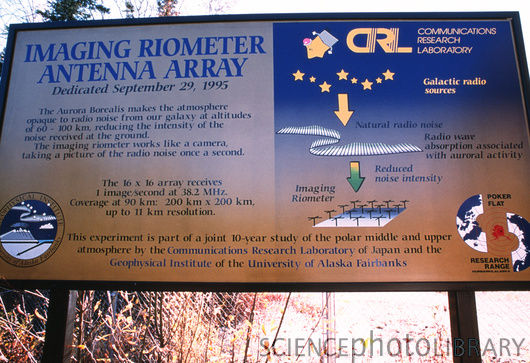 IMAGING RIOMETER
ANTENNA ARRAY
Dedicated September 29, 1995
The Aurora Borealis makes the atmosphere
opaque to radio noise from our galaxy at altitudes
of 60 - 100 km, reducing the intensity of the
noise received at the ground.
The imaging riometer works like a camera,
taking a picture of the radio noise once a second.
The 16 x 16 array receives
1 image/second at 38.2 MHz.
Coverage at 90 km: 200 km x 200 km,
up to 11 km resolution.
CRL
COMMUNICATIONS
RESEARCH
LABORATORY
Galactic radio
sources
Natural radio noise
Radio wave
absorption associated
with auroral activity
Reduced
noise intensity
Imaging
Riometer
This experiment is part of a joint 10-year study of the polar middle and upper
atmosphere by the Communications Research Laboratory of Japan and the
Geophysical Institute of the University of Alaska Fairbanks
POKER
FLAT
RESEARCH
RANGE
SCIENCEphotoLIBRARY